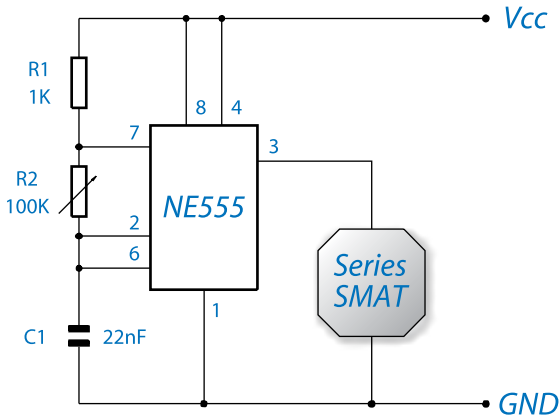 Vcc
R1
1K
8
4
7
3
R2
100K
NE555
2
6
Series
SMAT
1
C1
22nF
GND